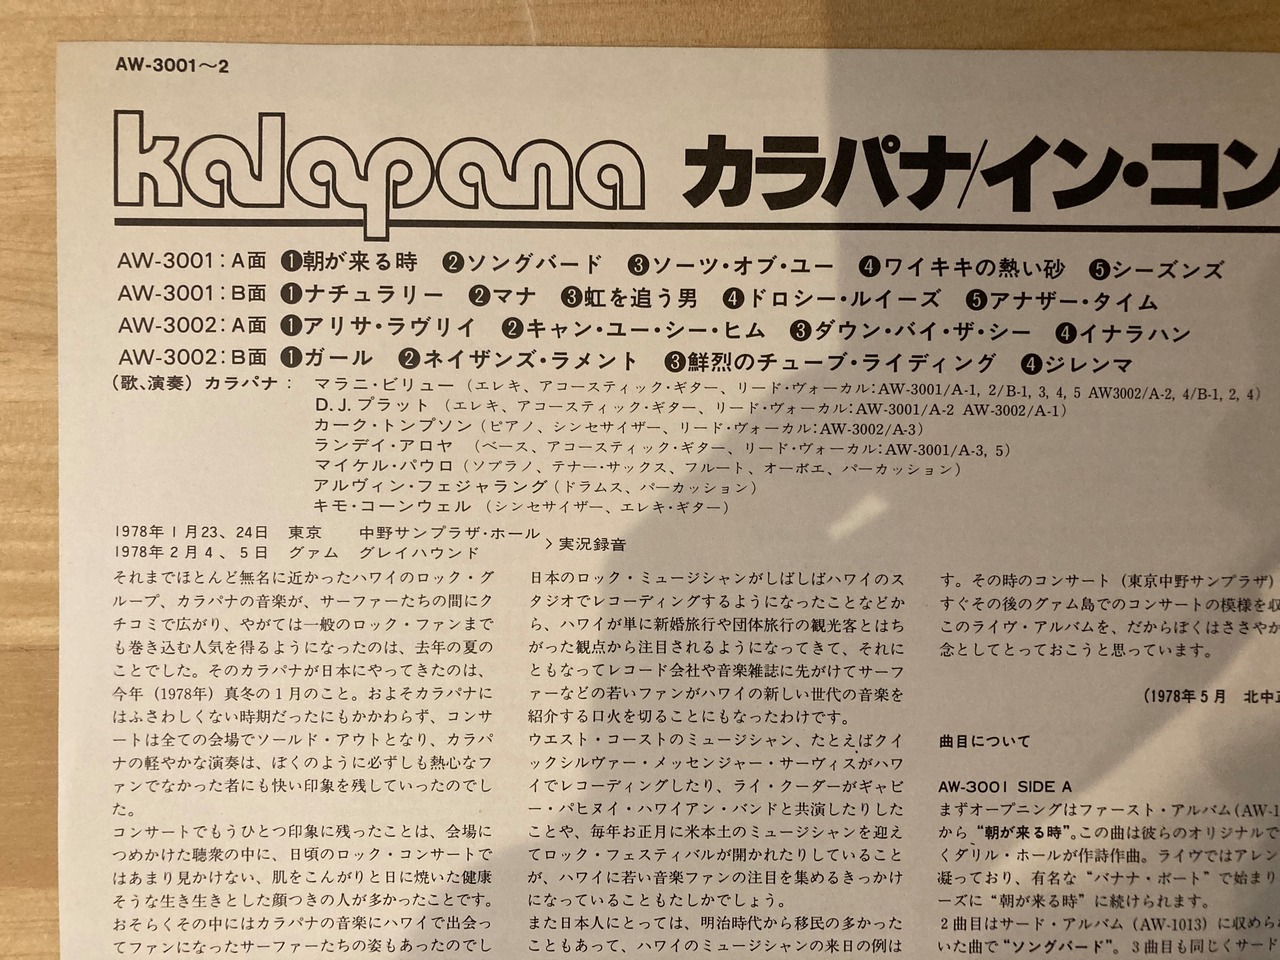 AW-3001〜2
kalapana カラパナ/イン・コン
AW-3001:A面 ❶朝が来る時 ❷ソングバード ❸ソーツ・オブ・ユー ❹ワイキキの熱い砂 ❺シーズンズ
AW-3001:B面 ❶ナチュラリー ❷マナ ❸虹を追う男 ❹ドロシー・ルイーズ ❺アナザー・タイム
AW-3002:A面 ❶アリサ・ラヴリイ ❷キャン・ユー・シー・ヒム ❸ダウン・バイ・ザ・シー ❹イナラハン
AW-3002:B面 ❶ガール ❷ネイザンズ・ラメント ❸鮮烈のチューブ・ライディング ❹ジレンマ
(歌、演奏) カラパナ: マラニ・ビリュー (エレキ、アコースティック・ギター、リード・ヴォーカル:AW-3001/A-1, 2/B-1, 3, 4, 5 AW3002/A-2, 4/B-1, 2, 4)
D.J.プラット (エレキ、アコースティック・ギター、リード・ヴォーカル:AW-3001/A-2 AW-3002/A-1)
カーク・トンプソン (ピアノ、シンセサイザー、リード・ヴォーカル:AW-3002/A-3)
ランデイ・アロヤ (ベース、アコースティック・ギター、リード・ヴォーカル:AW-3001/A-3, 5)
マイケル・パウロ (ソプラノ、テナー・サックス、フルート、オーボエ、パーカッション)
アルヴィン・フェジャラング (ドラムス、パーカッション)
キモ・コーンウェル (シンセサイザー、エレキ・ギター)
1978年1月23、24日 東京 中野サンプラザ・ホール
1978年2月4、5日 グァム グレイハウンド
>実況録音
それまでほとんど無名に近かったハワイのロック・グ
ループ、カラパナの音楽が、サーファーたちの間にク
チコミで広がり、やがては一般のロック・ファンまで
も巻き込む人気を得るようになったのは、去年の夏の
ことでした。そのカラパナが日本にやってきたのは、
今年 (1978年) 真冬の1月のこと。およそカラパナに
はふさわしくない時期だったにもかかわらず、コンサ
ートは全ての会場でソールド・アウトとなり、カラパ
ナの軽やかな演奏は、ぼくのように必ずしも熱心なフ
ァンでなかった者にも快い印象を残していったのでし
た。
コンサートでもうひとつ印象に残ったことは、会場に
つめかけた聴衆の中に、日頃のロック・コンサートで
はあまり見かけない、肌をこんがりと日に焼いた健康
そうな生き生きとした顔つきの人が多かったことです。
おそらくその中にはカラパナの音楽にハワイで出会っ
てファンになったサーファーたちの姿もあったのでし
日本のロック・ミュージシャンがしばしばハワイのス
タジオでレコーディングするようになったことなどか
ら、ハワイが単に新婚旅行や団体旅行の観光客とはち
がった観点から注目されるようになってきて、それに
ともなってレコード会社や音楽雑誌に先がけてサーフ
ァーなどの若いファンがハワイの新しい世代の音楽を
紹介する口火を切ることにもなったわけです。
ウエスト・コーストのミュージシャン、たとえばクイ
ックシルヴァー・メッセンジャー・サーヴィスがハワ
イでレコーディングしたり、ライ・クーダーがギャビ
ー・パヒヌイ・ハワイアン・バンドと共演したりした
ことや、毎年お正月に米本土のミュージシャンを迎え
てロック・フェスティバルが開かれたりしていること
が、ハワイに若い音楽ファンの注目を集めるきっかけ
になっていることもたしかでしょう。
また日本人にとっては、明治時代から移民の多かった
こともあって、ハワイのミュージシャンの来日の例は
す。その時のコンサート (東京中野サンプラザ)
すぐその後のグァム島でのコンサートの模様を収
このライヴ・アルバムを、だからぼくはささやか
念としてとっておこうと思っています。
(1978年5月 北中正
曲目について
AW-3001 SIDE A
まずオープニングはファースト・アルバム(AW-1
から“朝が来る時”。この曲は彼らのオリジナルで
くダリル・ホールが作詩作曲。ライヴではアレン
凝っており、有名な“バナナ・ボート”で始まり
ーズに“朝が来る時”に続けられます。
2曲目はサード・アルバム (AW-1013) に収めら
いた曲で“ソングバード”。3曲目も同じくサード